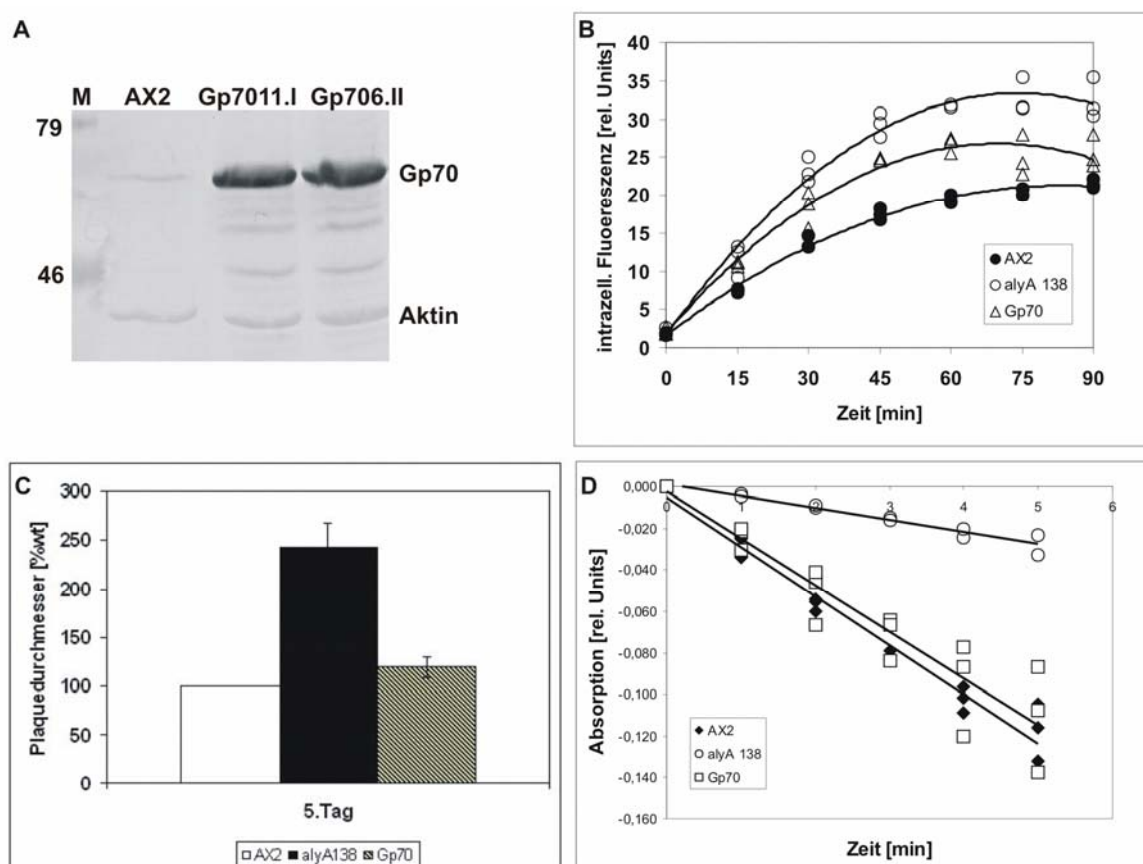 A
M AX2 Gp7011.I Gp706.II
79
Gp70
46
Aktin
B
intrazell. Fluoereszenz [rel. Units]
40
35
30
25
20
15
10
5
0
0 15 30 45 60 75 90
Zeit [min]
AX2
alyA 138
Gp70
C
Plaquedurchmesser [%wt]
300
250
200
150
100
50
0
5.Tag
AX2 alyA138 Gp70
D
Absorption [rel. Units]
0,000
-0,020
-0,040
-0,060
-0,080
-0,100
-0,120
-0,140
-0,160
0 1 2 3 4 5 6
AX2
alyA 138
Gp70
Zeit [min]